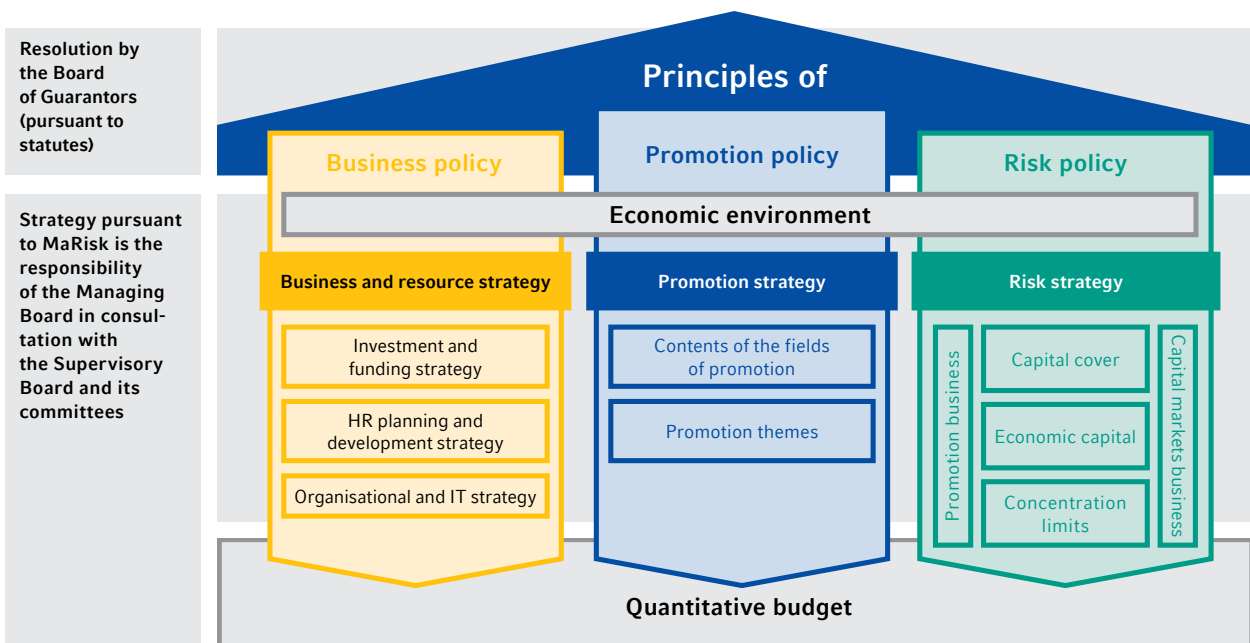 Resolution by
the Board
of Guarantors
(pursuant to
statutes)
Principles of
Business policy
Promotion policy
Risk policy
Strategy pursuant
to MaRisk is the
responsibility
of the Managing
Board in consul-
tation with
the Supervisory
Board and its
committees
Economic environment
Business and resource strategy
Promotion strategy
Risk strategy
Investment and
funding strategy
HR planning and
development strategy
Organisational and IT strategy
Contents of the fields
of promotion
Promotion themes
Promotion business
Capital cover
Economic capital
Concentration
limits
Capital markets business
Quantitative budget